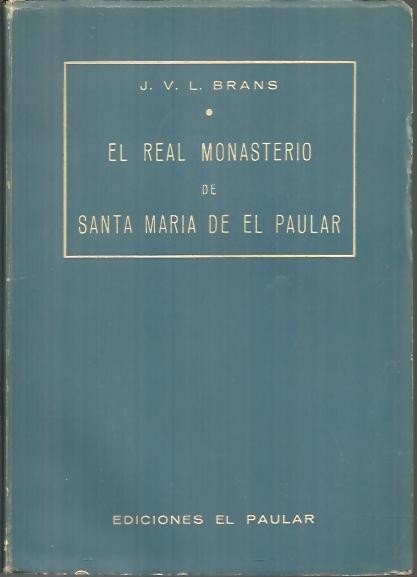 J. V. L. BRANS
EL REAL MONASTERIO
DE
SANTA MARIA DE EL PAULAR
EDICIONES EL PAULAR